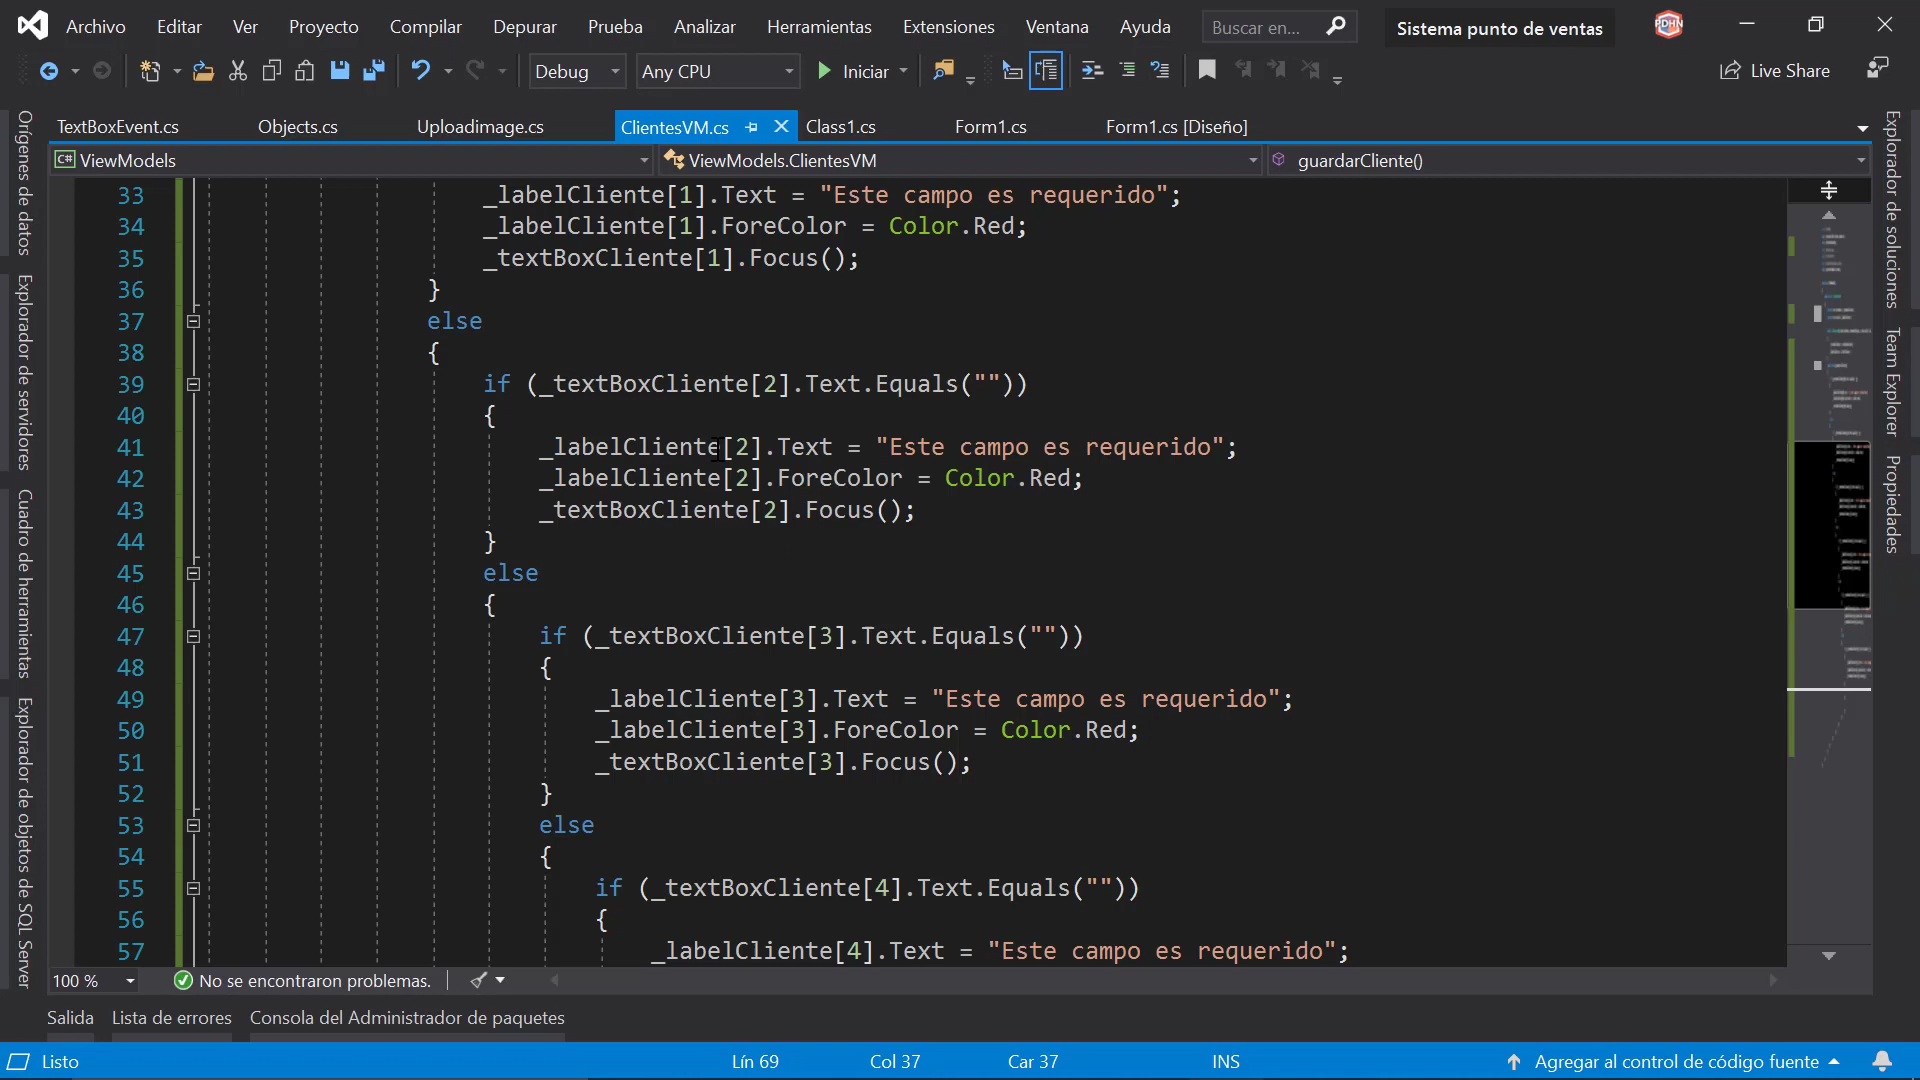 Archivo Editar Ver Proyecto Compilar Depurar Prueba Analizar Herramientas Extensiones Ventana Ayuda Buscar en... Sistema punto de ventas PDHN
Debug Any CPU Iniciar Live Share
TextBoxEvent.cs Objects.cs Uploadimage.cs ClientesVM.cs Class1.cs Form1.cs Form1.cs [Diseño]
C# ViewModels ViewModels.ClientesVM guardarCliente()
Orígenes de datos
Explorador de servidores
Cuadro de herramientas
Explorador de objetos de SQL Server
33 _labelCliente[1].Text = "Este campo es requerido";
34 _labelCliente[1].ForeColor = Color.Red;
35 _textBoxCliente[1].Focus();
36 }
37 else
38 {
39 if (_textBoxCliente[2].Text.Equals(""))
40 {
41 _labelCliente[2].Text = "Este campo es requerido";
42 _labelCliente[2].ForeColor = Color.Red;
43 _textBoxCliente[2].Focus();
44 }
45 else
46 {
47 if (_textBoxCliente[3].Text.Equals(""))
48 {
49 _labelCliente[3].Text = "Este campo es requerido";
50 _labelCliente[3].ForeColor = Color.Red;
51 _textBoxCliente[3].Focus();
52 }
53 else
54 {
55 if (_textBoxCliente[4].Text.Equals(""))
56 {
57 _labelCliente[4].Text = "Este campo es requerido";
Explorador de soluciones
Team Explorer
Propiedades
100 % No se encontraron problemas.
Salida Lista de errores Consola del Administrador de paquetes
Listo Lín 69 Col 37 Car 37 INS Agregar al control de código fuente